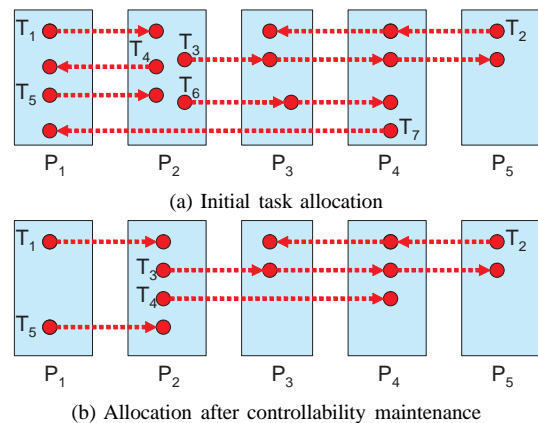 T1 T4 T3 T2
T5 T6
T7
P1 P2 P3 P4 P5
(a) Initial task allocation
T1 T2
T3
T4
T5
P1 P2 P3 P4 P5
(b) Allocation after controllability maintenance